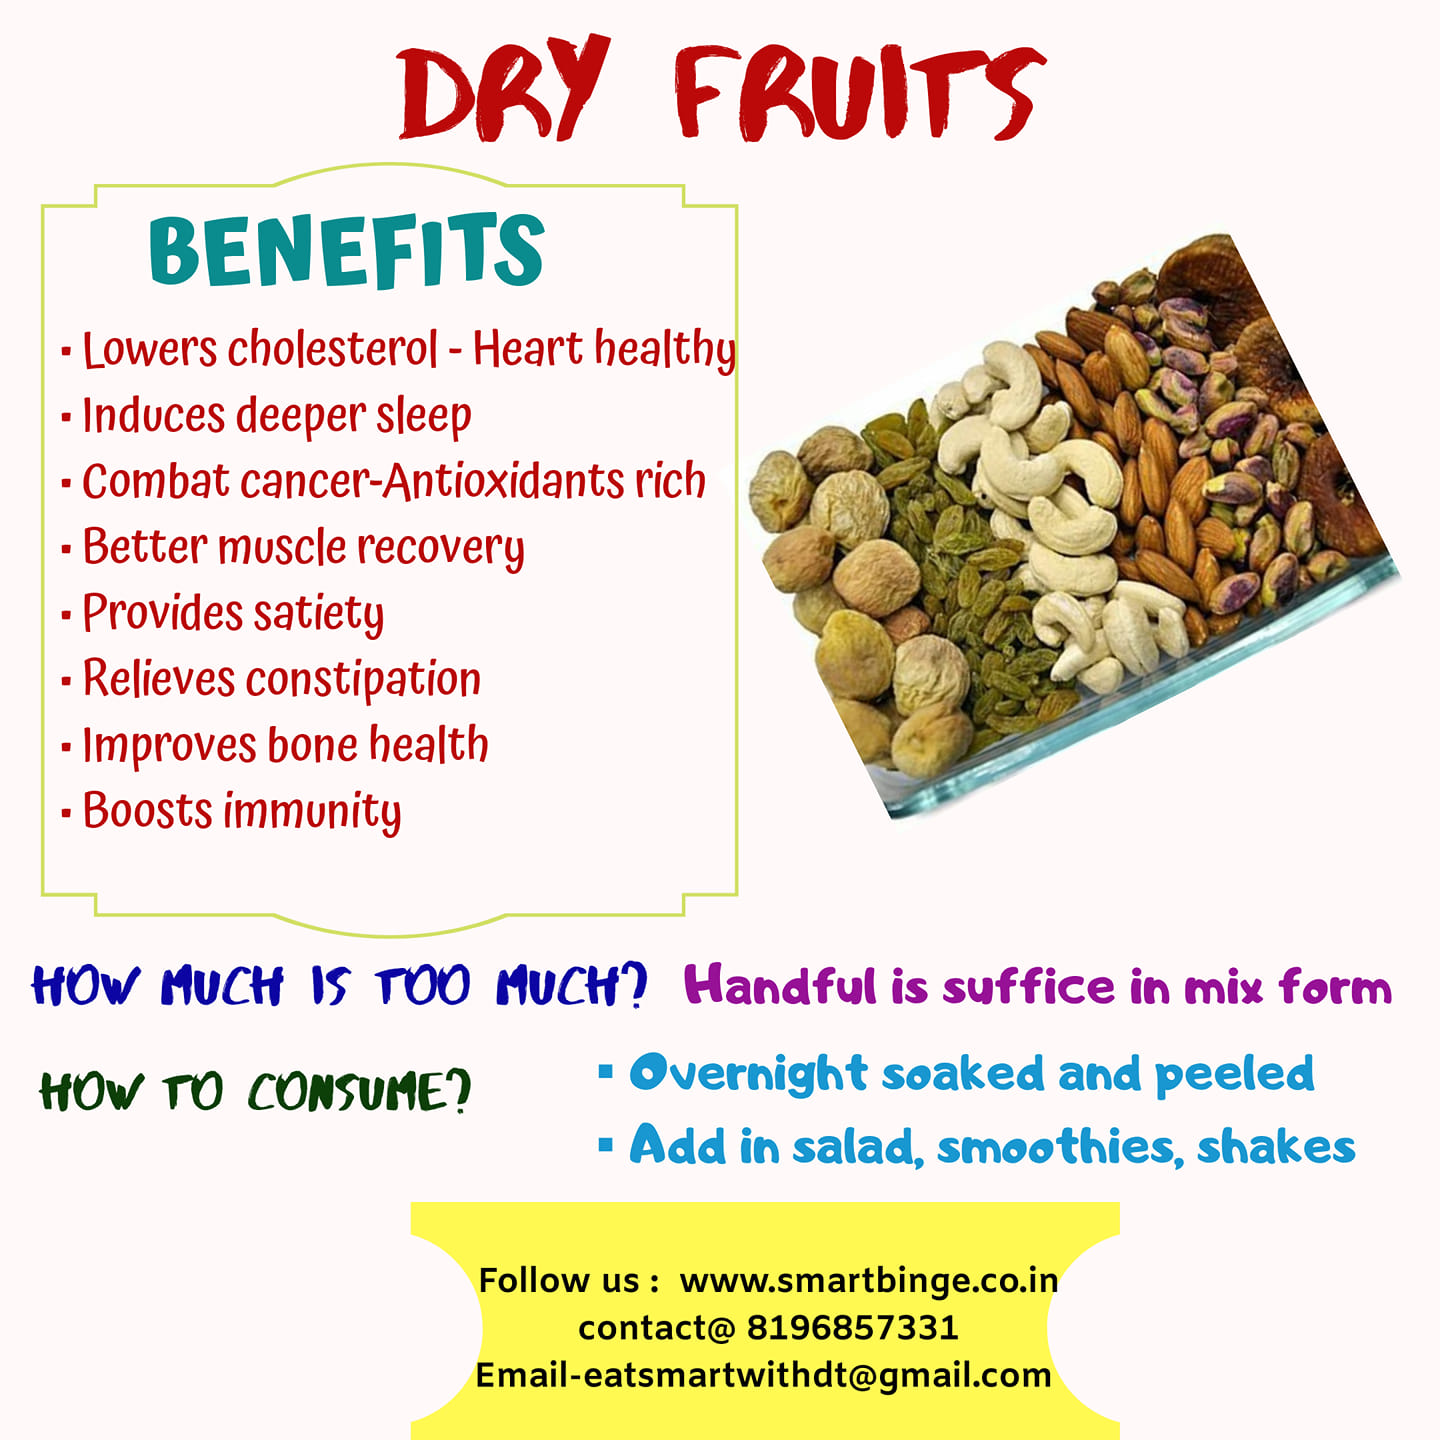 DRY FRUITS
BENEFITS
▪ Lowers cholesterol - Heart healthy
▪ Induces deeper sleep
▪ Combat cancer-Antioxidants rich
▪ Better muscle recovery
▪ Provides satiety
▪ Relieves constipation
▪ Improves bone health
▪ Boosts immunity
HOW MUCH IS TOO MUCH? Handful is suffice in mix form
HOW TO CONSUME?
▪ Overnight soaked and peeled
▪ Add in salad, smoothies, shakes
Follow us : www.smartbinge.co.in
contact@ 8196857331
Email-eatsmartwithdt@gmail.com